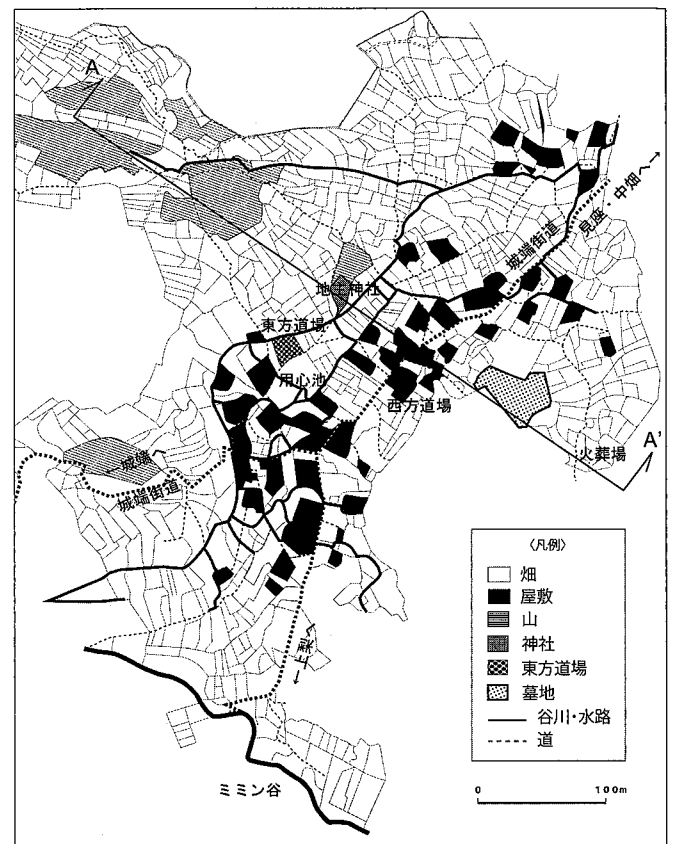 A
見座・中畑へ→
城端街道
地主神社
東方道場
用心池
西方道場
A'
火葬場
←城端へ
城端街道
←上梨へ
ミミン谷
〈凡例〉
畑
屋敷
山
神社
東方道場
墓地
谷川・水路
道
0 100m